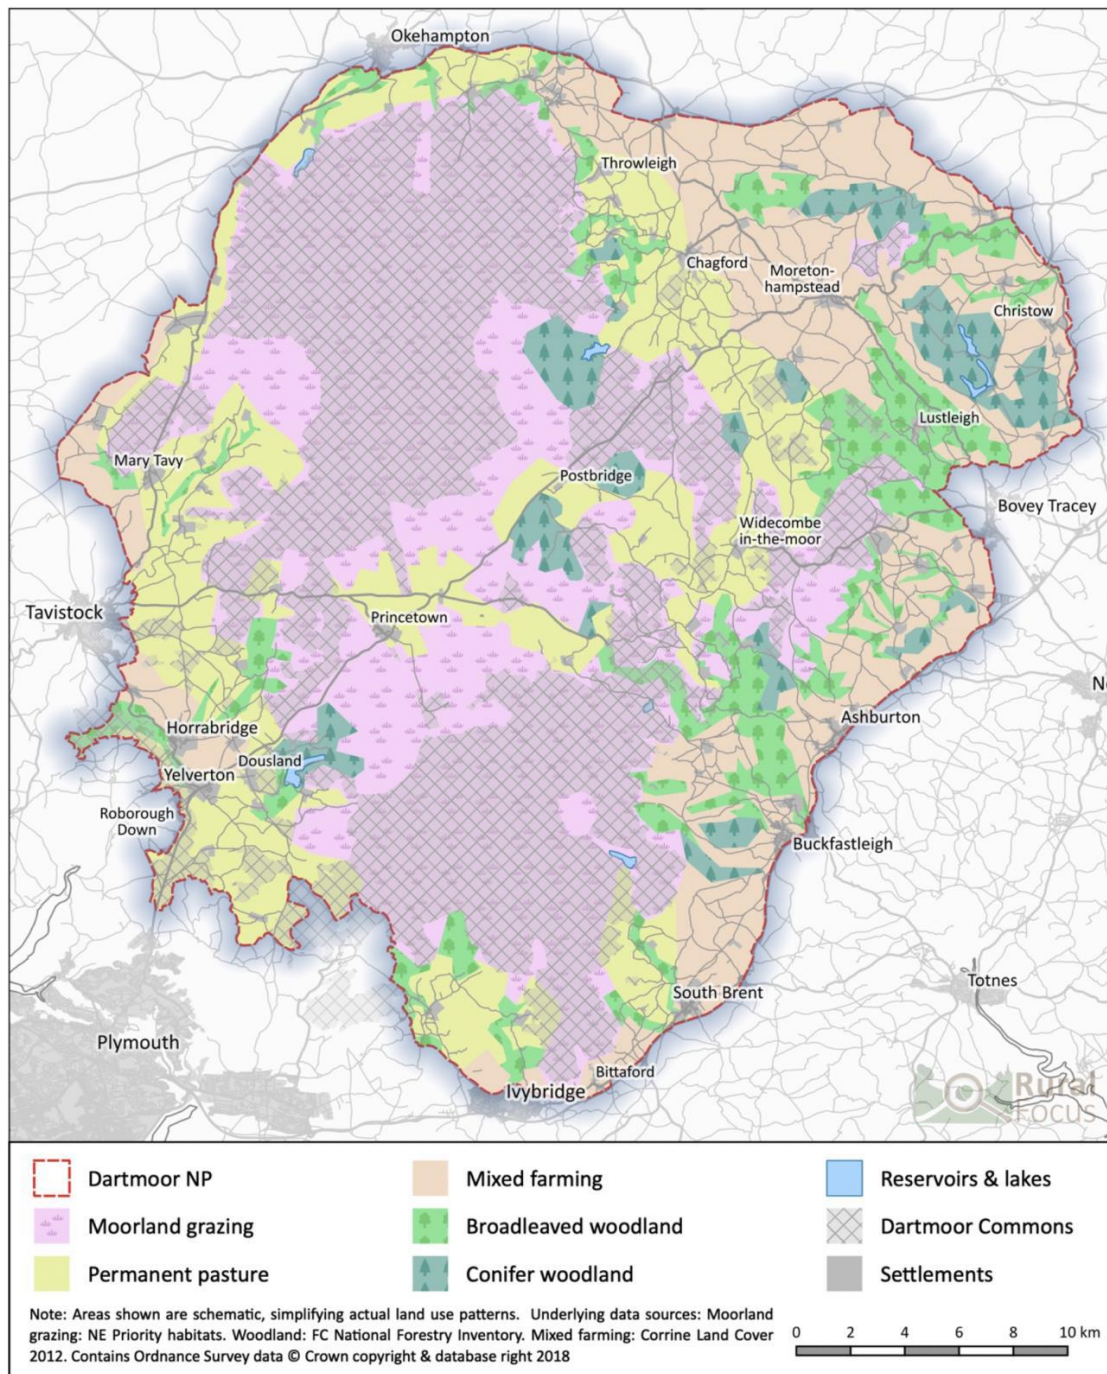 Okehampton
Throwleigh
Chagford
Moreton-
hampstead
Christow
Lustleigh
Mary Tavy
Postbridge
Bovey Tracey
Widecombe
in-the-moor
Tavistock
Princetown
Ne
Ashburton
Horrabridge
Dousland
Yelverton
Roborough
Down
Buckfastleigh
Totnes
South Brent
Plymouth
Bittaford
Ivybridge
Rural
FOCUS
Dartmoor NP
Mixed farming
Reservoirs & lakes
Moorland grazing
Broadleaved woodland
Dartmoor Commons
Permanent pasture
Conifer woodland
Settlements
Note: Areas shown are schematic, simplifying actual land use patterns. Underlying data sources: Moorland
grazing: NE Priority habitats. Woodland: FC National Forestry Inventory. Mixed farming: Corrine Land Cover
2012. Contains Ordnance Survey data © Crown copyright & database right 2018
0 2 4 6 8 10 km